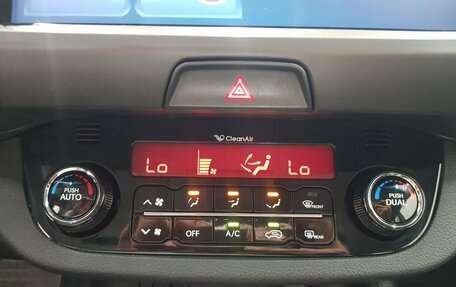 CleanAir
Lo Lo
PUSH AUTO
FRONT
PUSH DUAL
OFF A/C REAR